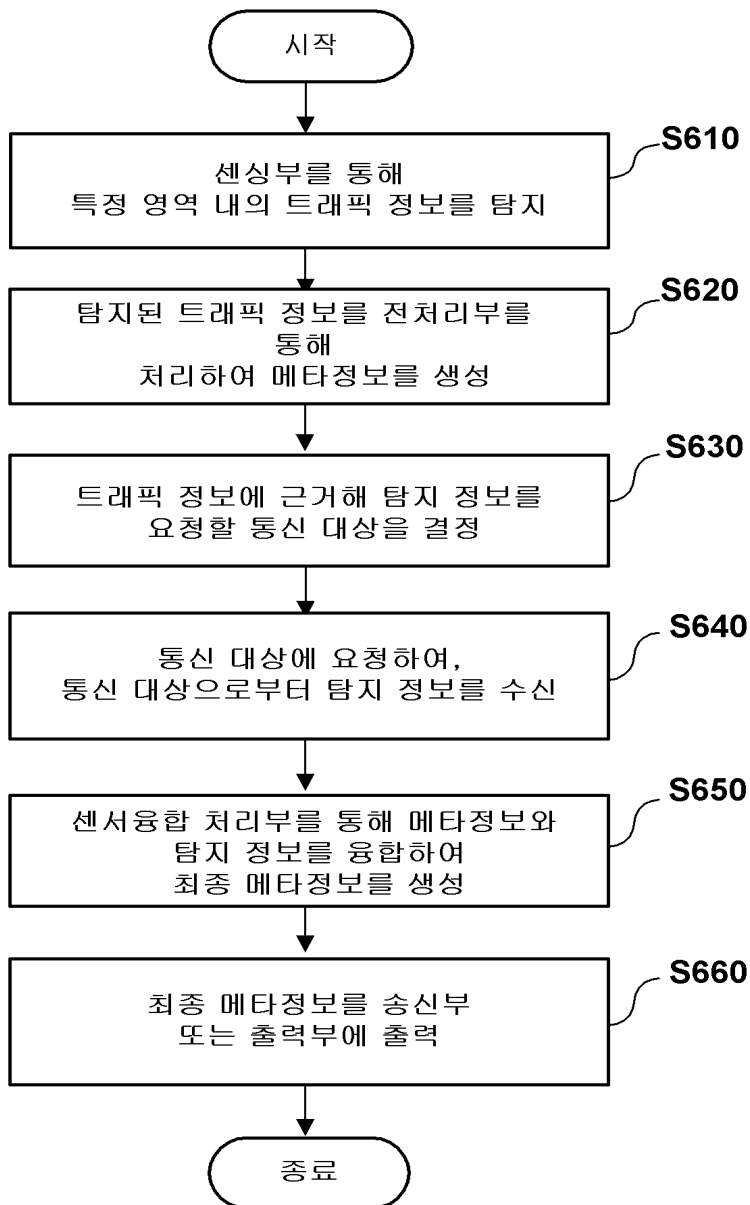 시작
S610
센싱부를 통해
특정 영역 내의 트래픽 정보를 탐지
S620
탐지된 트래픽 정보를 전처리부를
통해
처리하여 메타정보를 생성
S630
트래픽 정보에 근거해 탐지 정보를
요청할 통신 대상을 결정
S640
통신 대상에 요청하여,
통신 대상으로부터 탐지 정보를 수신
S650
센서융합 처리부를 통해 메타정보와
탐지 정보를 융합하여
최종 메타정보를 생성
S660
최종 메타정보를 송신부
또는 출력부에 출력
종료